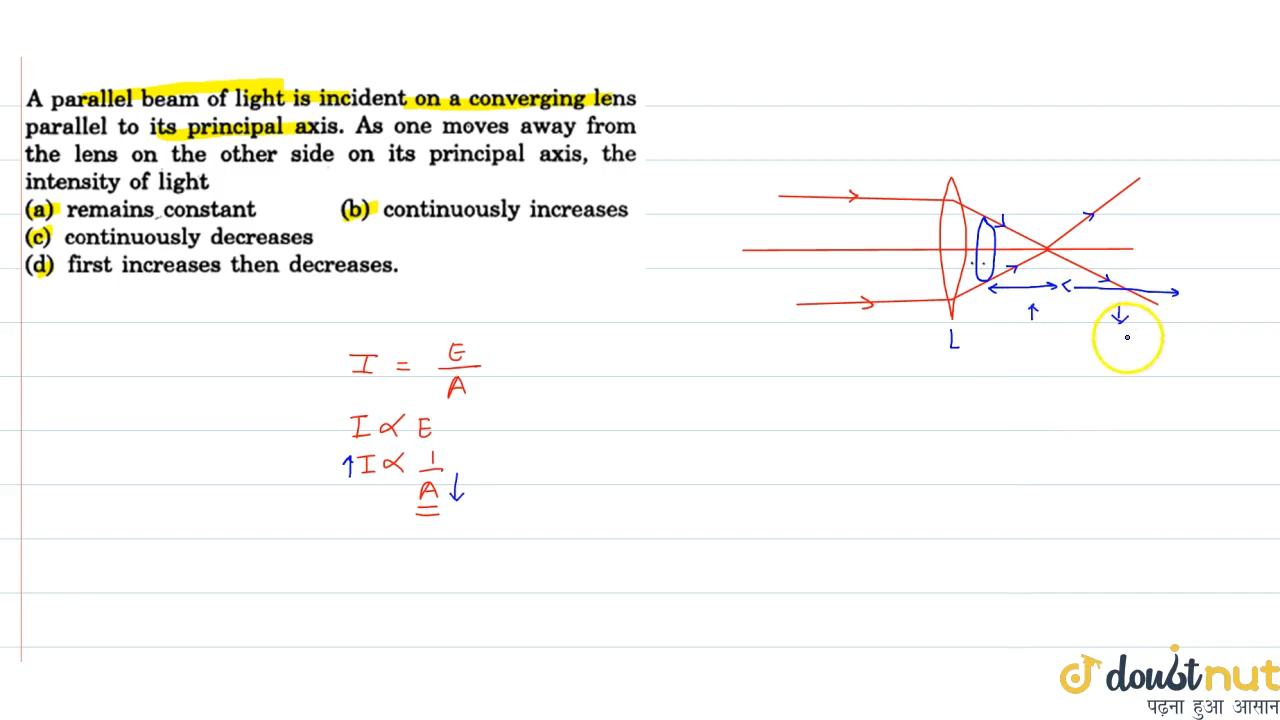 A parallel beam of light is incident on a converging lens
parallel to its principal axis. As one moves away from
the lens on the other side on its principal axis, the
intensity of light
(a) remains constant (b) continuously increases
(c) continuously decreases
(d) first increases then decreases.
I = E / A
I ∝ E
↑ I ∝ 1 / A ↓
↑ ↓
L
doubtnut
पढ़ना हुआ आसान